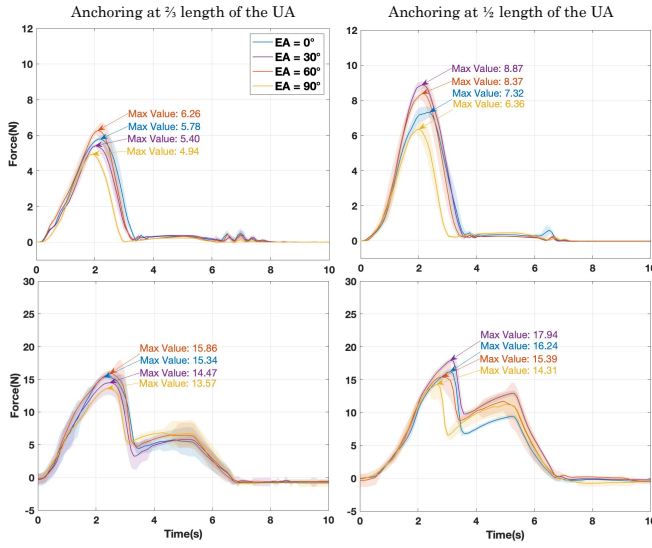 Anchoring at ⅔ length of the UA
Anchoring at ½ length of the UA
12
10
8
6
4
2
0
Force(N)
EA = 0°
EA = 30°
EA = 60°
EA = 90°
Max Value: 6.26
Max Value: 5.78
Max Value: 5.40
Max Value: 4.94
0 2 4 6 8 10
12
10
8
6
4
2
0
Max Value: 8.87
Max Value: 8.37
Max Value: 7.32
Max Value: 6.36
0 2 4 6 8 10
30
25
20
15
10
5
0
-5
Force(N)
Max Value: 15.86
Max Value: 15.34
Max Value: 14.47
Max Value: 13.57
0 2 4 6 8 10
Time(s)
30
25
20
15
10
5
0
-5
Max Value: 17.94
Max Value: 16.24
Max Value: 15.39
Max Value: 14.31
0 2 4 6 8 10
Time(s)